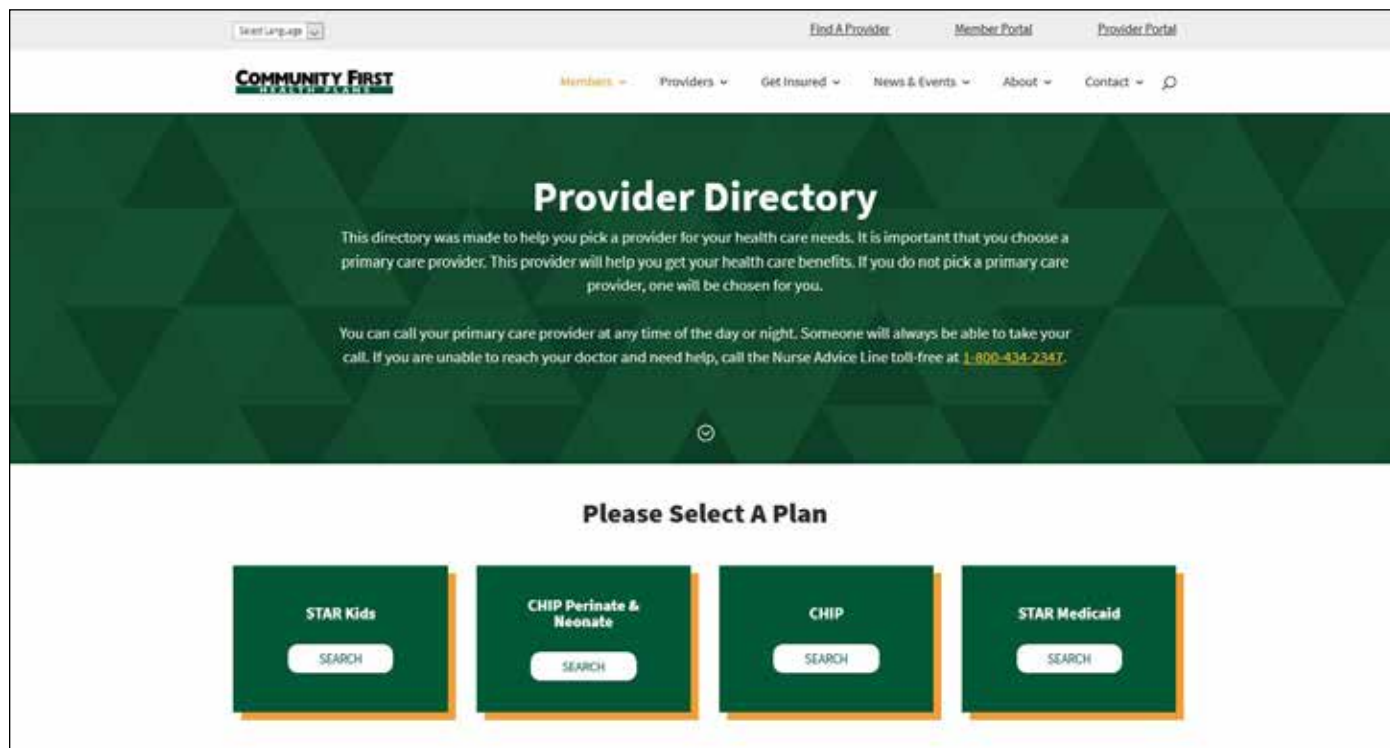 Select Language
Find A Provider Member Portal Provider Portal
COMMUNITY FIRST
HEALTH PLANS
Members Providers Get Insured News & Events About Contact
Provider Directory
This directory was made to help you pick a provider for your health care needs. It is important that you choose a
primary care provider. This provider will help you get your health care benefits. If you do not pick a primary care
provider, one will be chosen for you.
You can call your primary care provider at any time of the day or night. Someone will always be able to take your
call. If you are unable to reach your doctor and need help, call the Nurse Advice Line toll-free at 1-800-434-2347.
Please Select A Plan
STAR Kids
SEARCH
CHIP Perinate &
Neonate
SEARCH
CHIP
SEARCH
STAR Medicaid
SEARCH